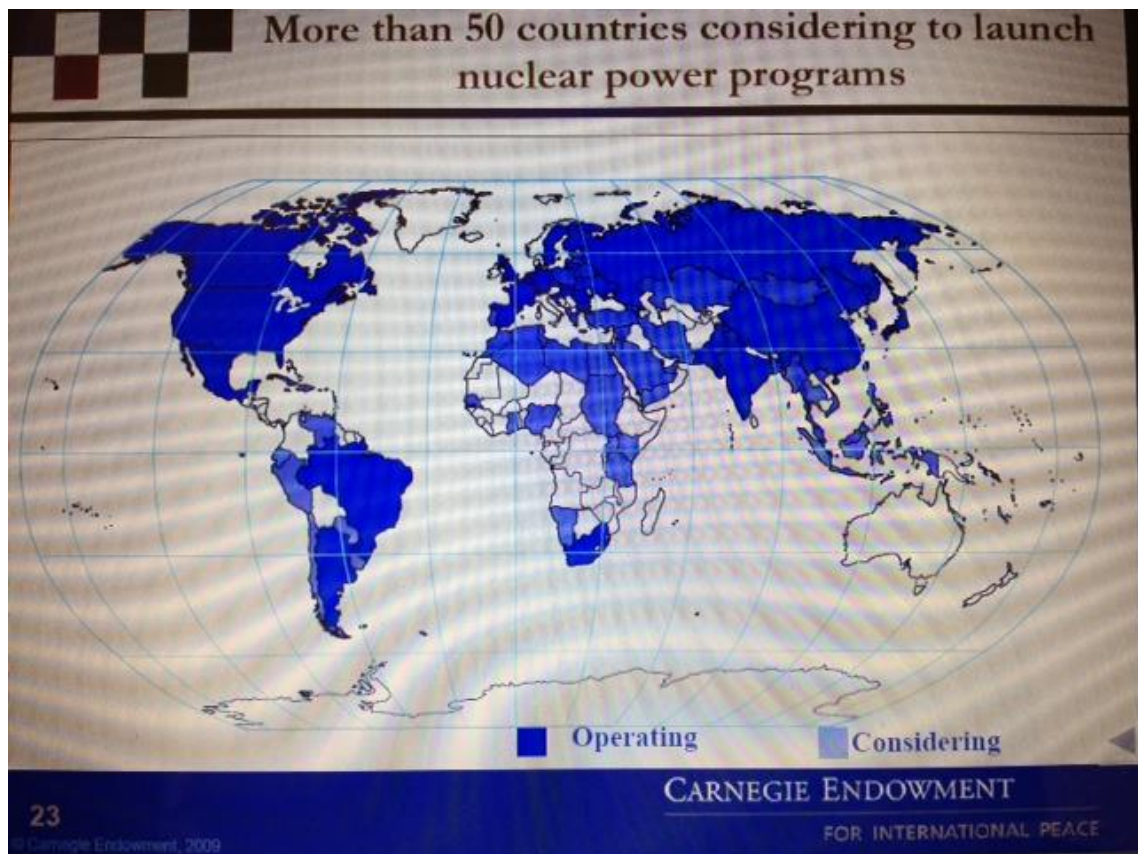 More than 50 countries considering to launch
nuclear power programs
Operating
Considering
CARNEGIE ENDOWMENT
FOR INTERNATIONAL PEACE
23
© Carnegie Endowment, 2009